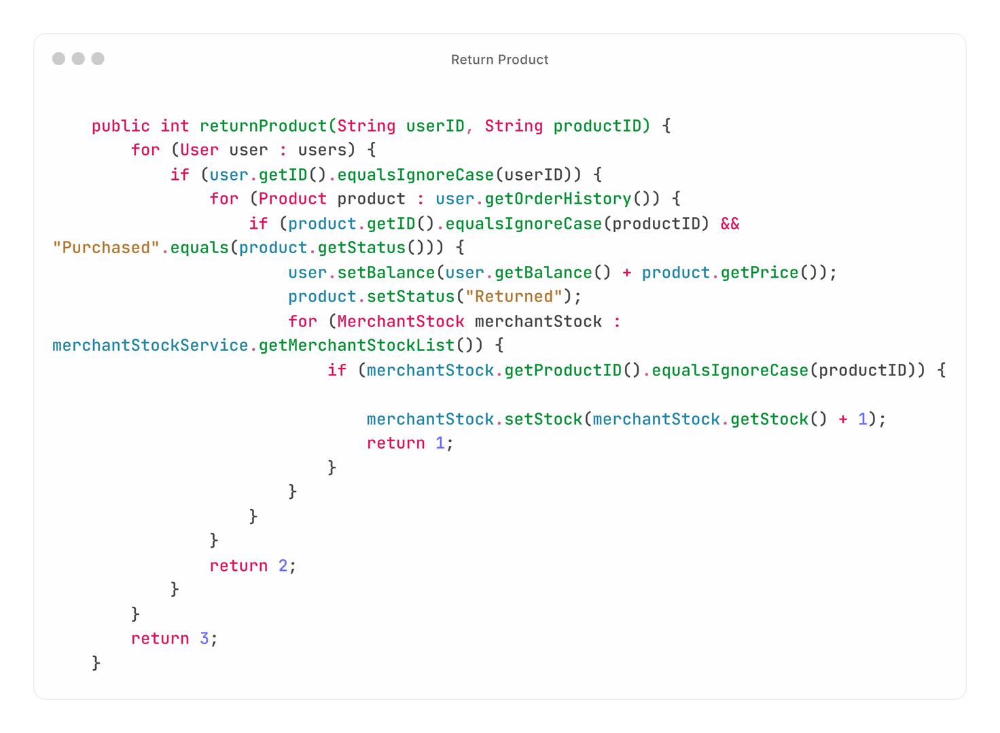 Return Product
public int returnProduct(String userID, String productID) {
for (User user : users) {
if (user.getID().equalsIgnoreCase(userID)) {
for (Product product : user.getOrderHistory()) {
if (product.getID().equalsIgnoreCase(productID) &&
"Purchased".equals(product.getStatus())) {
user.setBalance(user.getBalance() + product.getPrice());
product.setStatus("Returned");
for (MerchantStock merchantStock :
merchantStockService.getMerchantStockList()) {
if (merchantStock.getProductID().equalsIgnoreCase(productID)) {
merchantStock.setStock(merchantStock.getStock() + 1);
return 1;
}
}
}
}
return 2;
}
}
return 3;
}